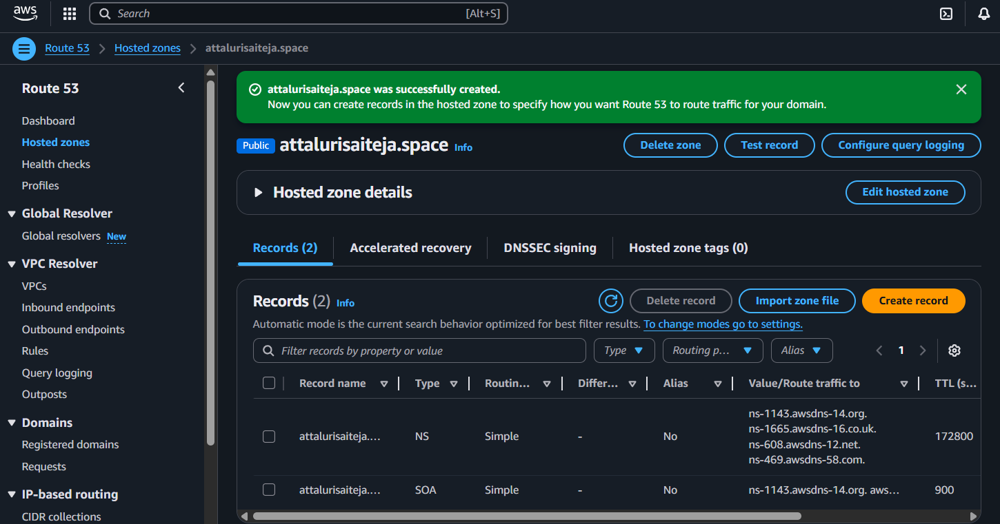 aws
Search [Alt+S]
Route 53 Hosted zones attalurisaiteja.space
Route 53
Dashboard
Hosted zones
Health checks
Profiles
Global Resolver
Global resolvers New
VPC Resolver
VPCs
Inbound endpoints
Outbound endpoints
Rules
Query logging
Outposts
Domains
Registered domains
Requests
IP-based routing
CIDR collections
attalurisaiteja.space was successfully created.
Now you can create records in the hosted zone to specify how you want Route 53 to route traffic for your domain.
Public attalurisaiteja.space Info Delete zone Test record Configure query logging
Hosted zone details Edit hosted zone
Records (2) Accelerated recovery DNSSEC signing Hosted zone tags (0)
Records (2) Info Delete record Import zone file Create record
Automatic mode is the current search behavior optimized for best filter results. To change modes go to settings.
Filter records by property or value Type Routing p... Alias 1
Record name Type Routin... Differ... Alias Value/Route traffic to TTL (s...
ns-1143.awsdns-14.org.
ns-1665.awsdns-16.co.uk.
attalurisaiteja.... NS Simple - No 172800
ns-608.awsdns-12.net.
ns-469.awsdns-58.com.
attalurisaiteja.... SOA Simple - No ns-1143.awsdns-14.org. aws... 900